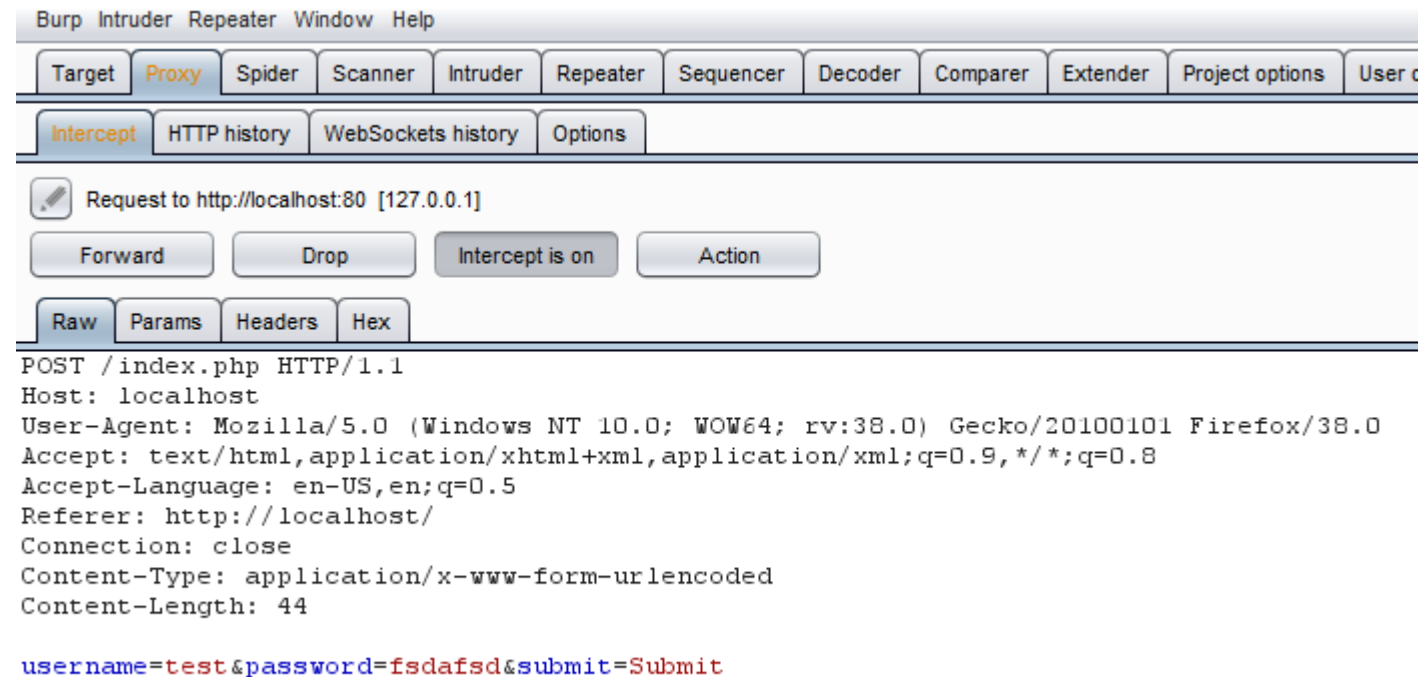 Burp Intruder Repeater Window Help
Target Proxy Spider Scanner Intruder Repeater Sequencer Decoder Comparer Extender Project options User
Intercept HTTP history WebSockets history Options
Request to http://localhost:80 [127.0.0.1]
Forward Drop Intercept is on Action
Raw Params Headers Hex
POST /index.php HTTP/1.1
Host: localhost
User-Agent: Mozilla/5.0 (Windows NT 10.0; WOW64; rv:38.0) Gecko/20100101 Firefox/38.0
Accept: text/html,application/xhtml+xml,application/xml;q=0.9,*/*;q=0.8
Accept-Language: en-US,en;q=0.5
Referer: http://localhost/
Connection: close
Content-Type: application/x-www-form-urlencoded
Content-Length: 44

username=test&password=fsdafsd&submit=Submit